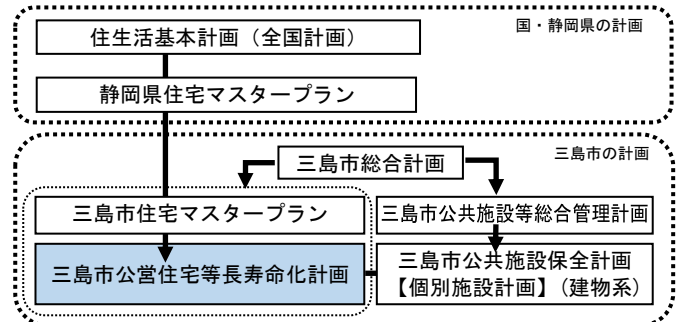 国・静岡県の計画
住生活基本計画（全国計画）
静岡県住宅マスタープラン
三島市の計画
三島市総合計画
三島市住宅マスタープラン
三島市公共施設等総合管理計画
三島市公営住宅等長寿命化計画
三島市公共施設保全計画
【個別施設計画】（建物系）